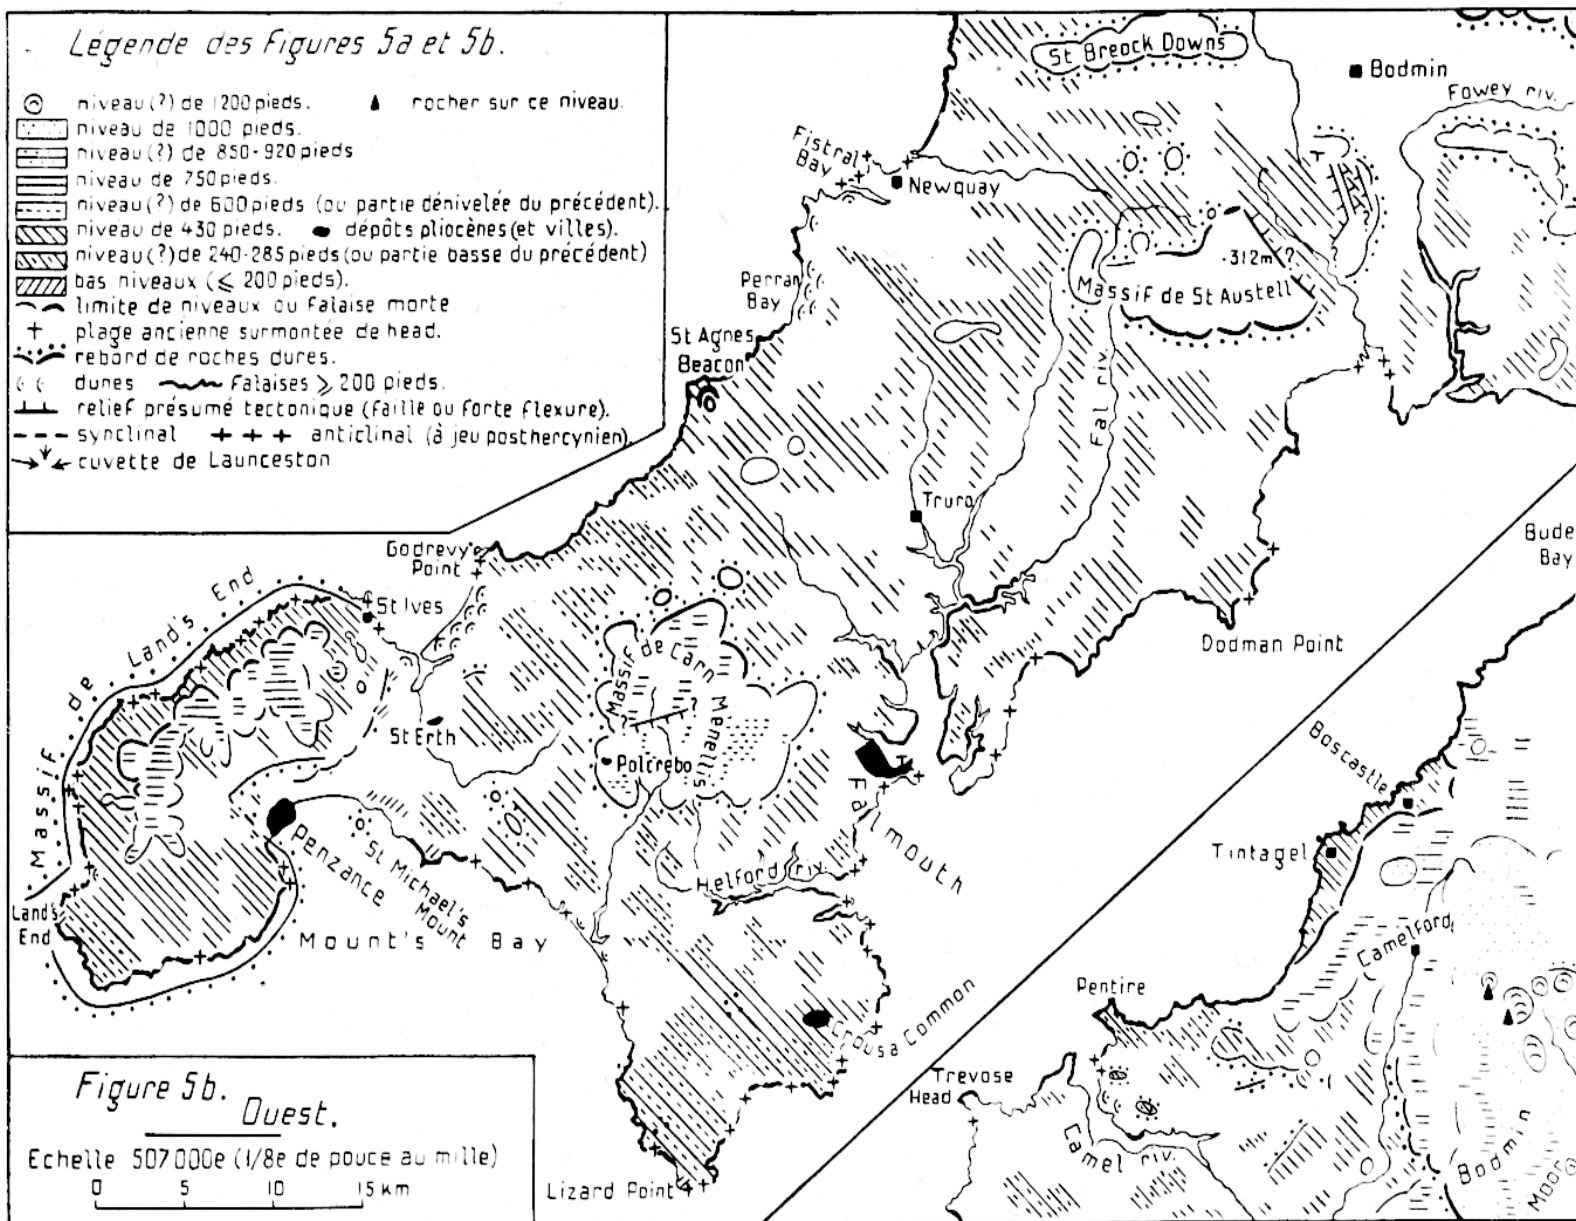 Légende des Figures 5a et 5b.
niveau (?) de 1200 pieds. rocher sur ce niveau.
niveau de 1000 pieds.
niveau (?) de 850-920 pieds
niveau de 750 pieds.
niveau (?) de 600 pieds (ou partie dénivelée du précédent).
niveau de 430 pieds. dépôts pliocènes (et villes).
niveau (?) de 240-285 pieds (ou partie basse du précédent)
bas niveaux (⩽ 200 pieds).
limite de niveaux ou falaise morte
plage ancienne surmontée de head.
rebord de roches dures.
dunes Falaises ⩾ 200 pieds.
relief présumé tectonique (faille ou forte flexure).
synclinal anticlinal (à jeu posthercynien)
cuvette de Launceston
St Breock Downs
Bodmin
Fowey riv.
Fistral
Bay
Newquay
.312m ?
Massif de St Austell
Perran
Bay
St Agnes
Beacon
Fal riv.
Truro
Godrevy
Point
St Ives
Massif de Land's End
Dodman Point
Bude
Bay
Massif de Carn Menellis
?
?
St Erth
Polcrebo
Falmouth
Boscastle
Tintagel
Penzance
St Michael's
Mount
Helford riv.
Land's
End
Mount's Bay
Camelford
Crousa Common
Pentire
Trevose
Head
Camel riv.
Bodmin
Moor
Lizard Point
Figure 5b.
Ouest.
Echelle 507 000e (1/8e de pouce au mille)
0 5 10 15 km